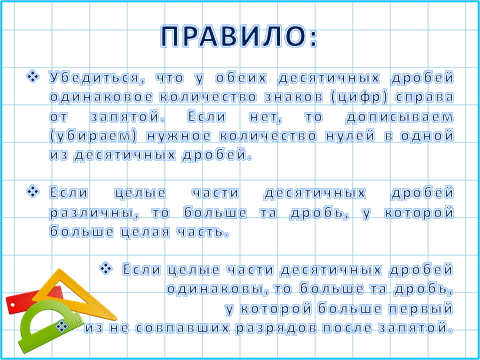 ПРАВИЛО:
❖ Убедиться, что у обеих десятичных дробей
одинаковое количество знаков (цифр) справа
от запятой. Если нет, то дописываем
(убираем) нужное количество нулей в одной
из десятичных дробей.
❖ Если целые части десятичных дробей
различны, то больше та дробь, у которой
больше целая часть.
❖ Если целые части десятичных дробей
одинаковы, то больше та дробь,
у которой больше первый
❖ из не совпавших разрядов после запятой.